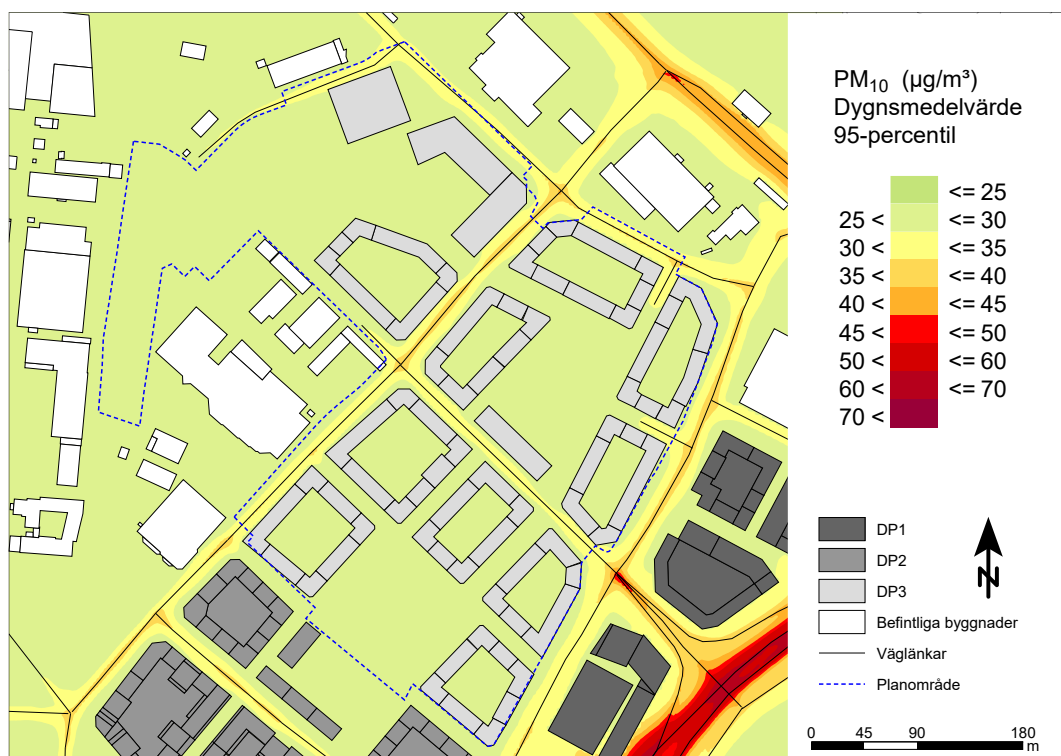 PM₁₀ (µg/m³)
Dygnsmedelvärde
95-percentil
<= 25
25 < <= 30
30 < <= 35
35 < <= 40
40 < <= 45
45 < <= 50
50 < <= 60
60 < <= 70
70 <
DP1
DP2
DP3
Befintliga byggnader
Väglänkar
Planområde
N
0 45 90 180
m